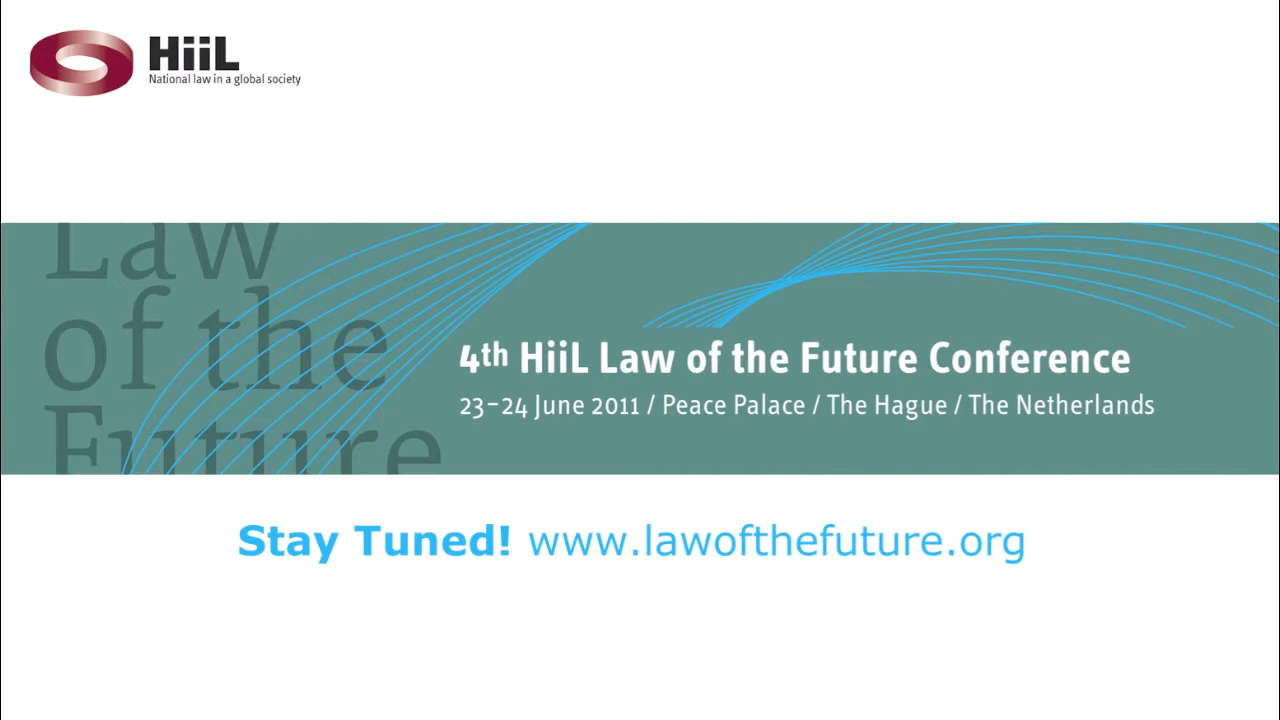 HiiL
National law in a global society
Law
of the
Future
4th HiiL Law of the Future Conference
23–24 June 2011 / Peace Palace / The Hague / The Netherlands
Stay Tuned! www.lawofthefuture.org